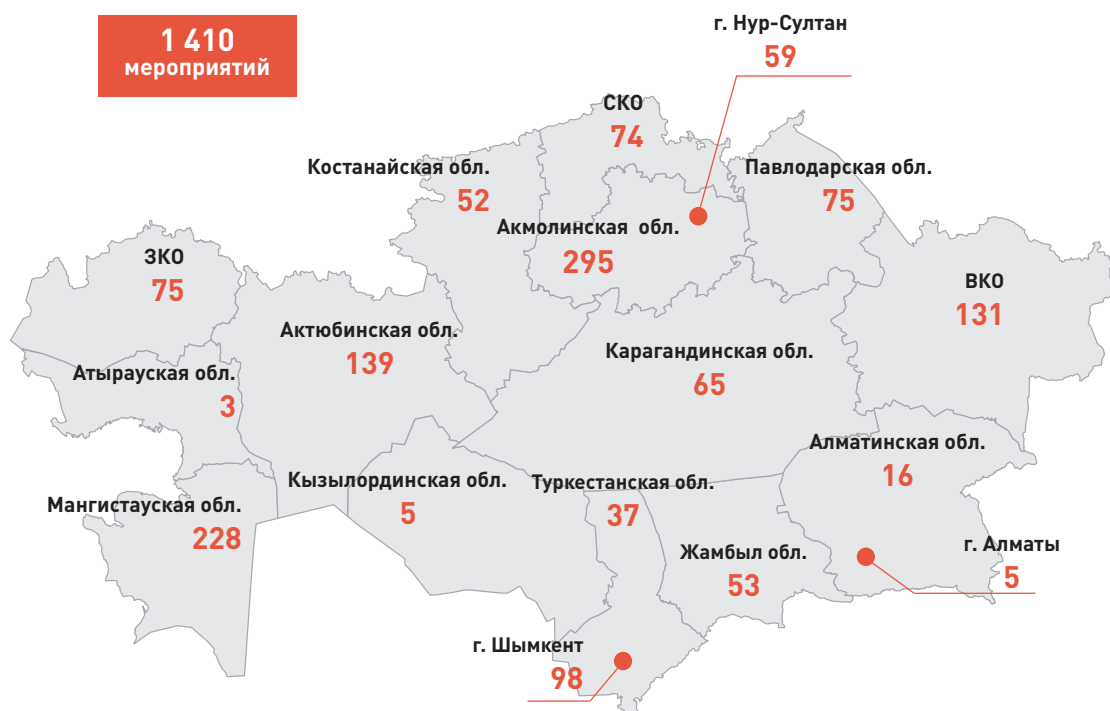 1 410
мероприятий
г. Нур-Султан
59
СКО
74
Костанайская обл.
52
Павлодарская обл.
75
Акмолинская обл.
295
ЗКО
75
ВКО
131
Актюбинская обл.
139
Карагандинская обл.
65
Атырауская обл.
3
Алматинская обл.
16
Кызылординская обл.
5
Туркестанская обл.
37
Мангистауская обл.
228
Жамбыл обл.
53
г. Алматы
5
г. Шымкент
98